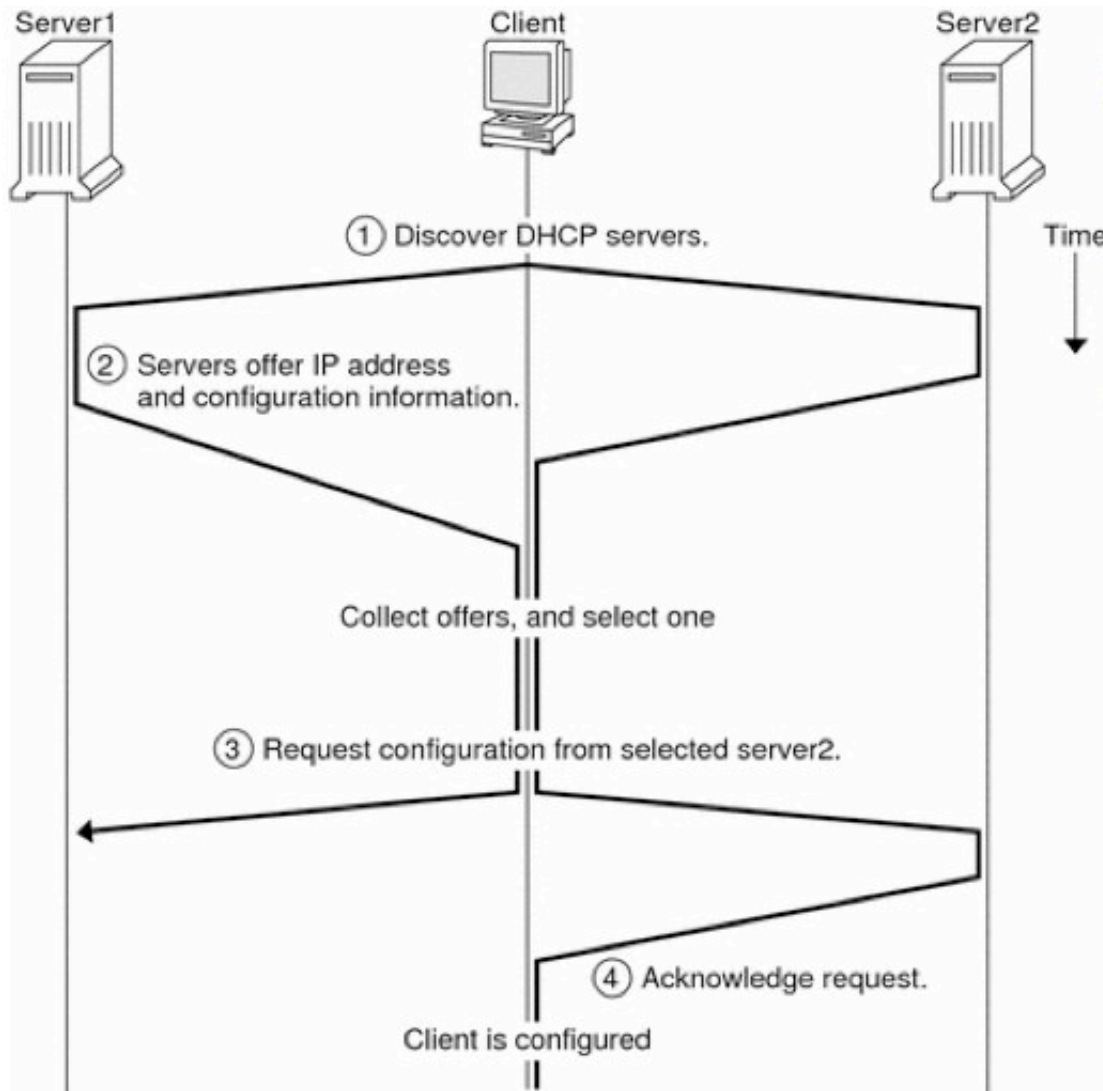 Server1
Client
Server2
1 Discover DHCP servers.
Time
2 Servers offer IP address
and configuration information.
Collect offers, and select one
3 Request configuration from selected server2.
4 Acknowledge request.
Client is configured